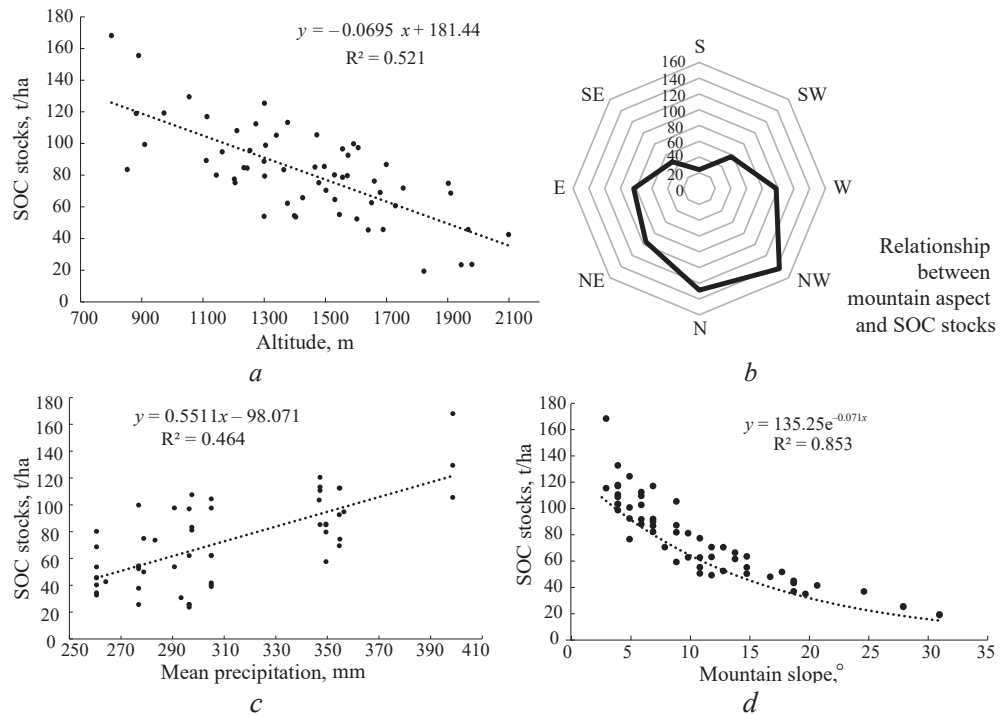 180
160
140
120
100
80
60
40
20
0
SOC stocks, t/ha
y = −0.0695 x + 181.44
R² = 0.521
700 900 1100 1300 1500 1700 1900 2100
Altitude, m
a
S
SW
W
NW
N
NE
E
SE
160
140
120
100
80
60
40
20
0
Relationship
between
mountain aspect
and SOC stocks
b
180
160
140
120
100
80
60
40
20
0
SOC stocks, t/ha
y = 0.5511x − 98.071
R² = 0.464
250 270 290 310 330 350 370 390 410
Mean precipitation, mm
c
180
160
140
120
100
80
60
40
20
0
SOC stocks, t/ha
y = 135.25e⁻⁰·⁰⁷¹ˣ
R² = 0.853
0 5 10 15 20 25 30 35
Mountain slope,°
d